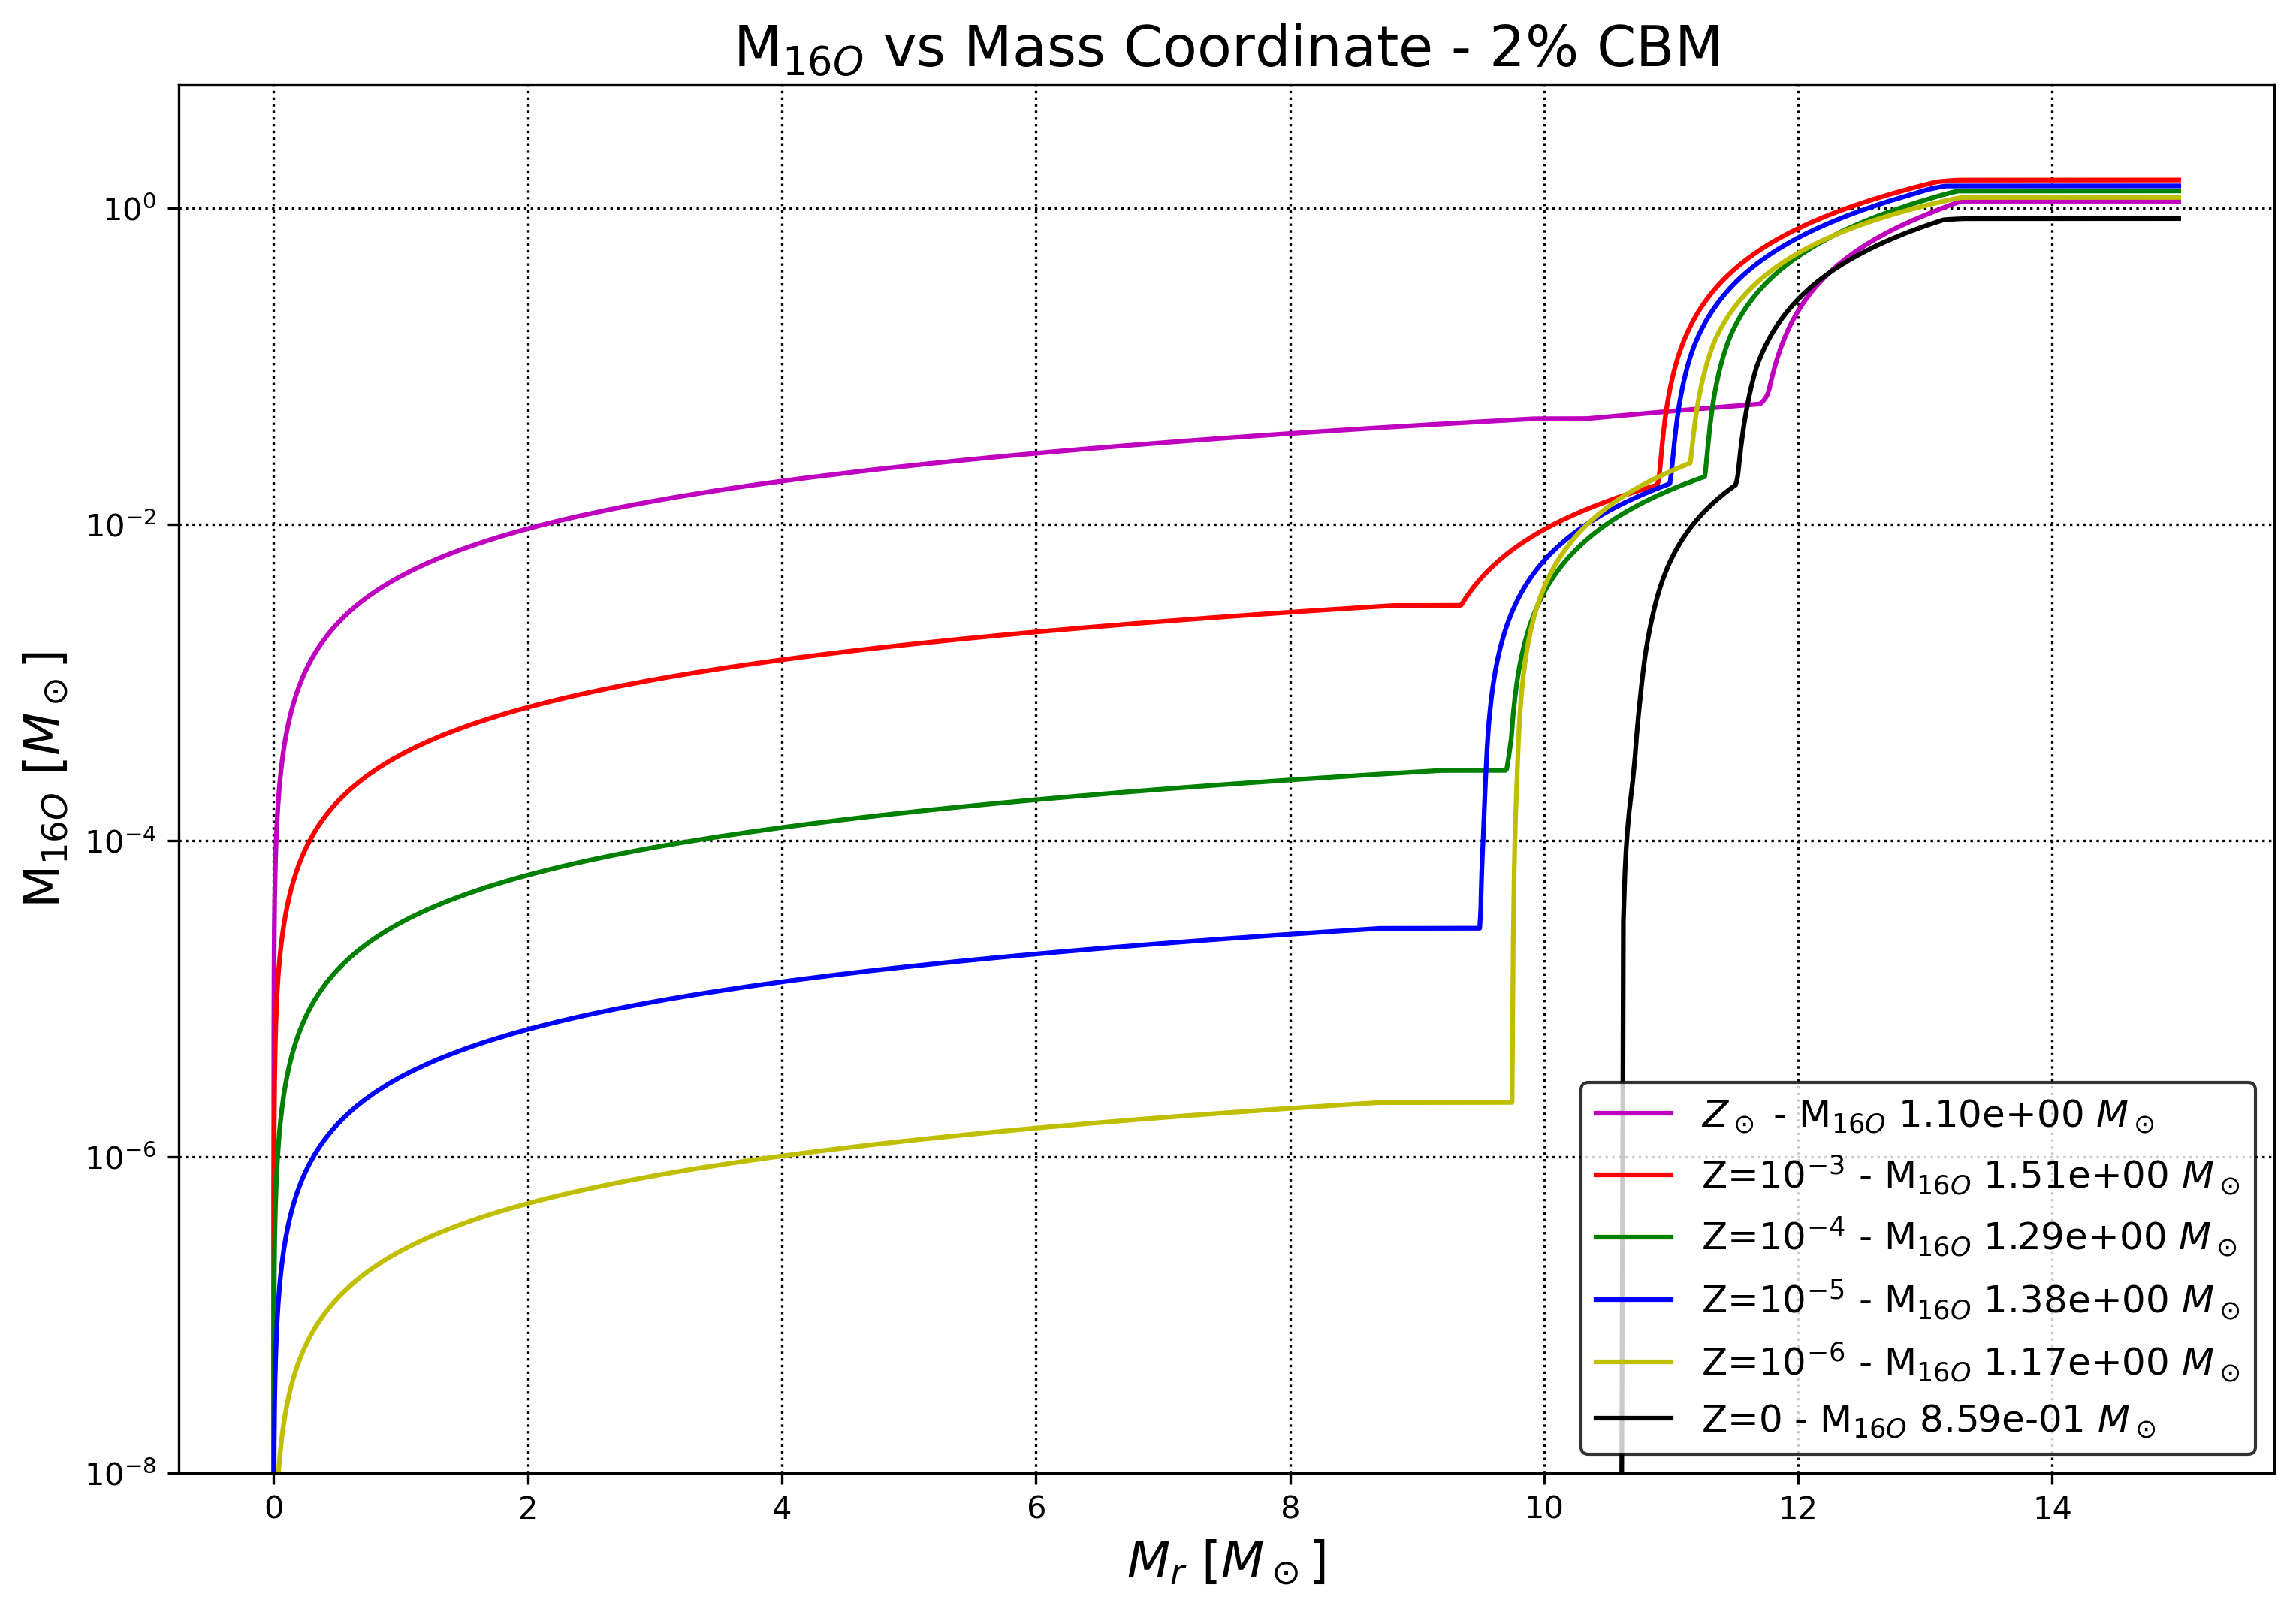 M₁₆O vs Mass Coordinate - 2% CBM
M₁₆O [M⊙]
10⁰
10⁻²
10⁻⁴
10⁻⁶
10⁻⁸
0 2 4 6 8 10 12 14
Mᵣ [M⊙]
Z⊙ - M₁₆O 1.10e+00 M⊙
Z=10⁻³ - M₁₆O 1.51e+00 M⊙
Z=10⁻⁴ - M₁₆O 1.29e+00 M⊙
Z=10⁻⁵ - M₁₆O 1.38e+00 M⊙
Z=10⁻⁶ - M₁₆O 1.17e+00 M⊙
Z=0 - M₁₆O 8.59e-01 M⊙